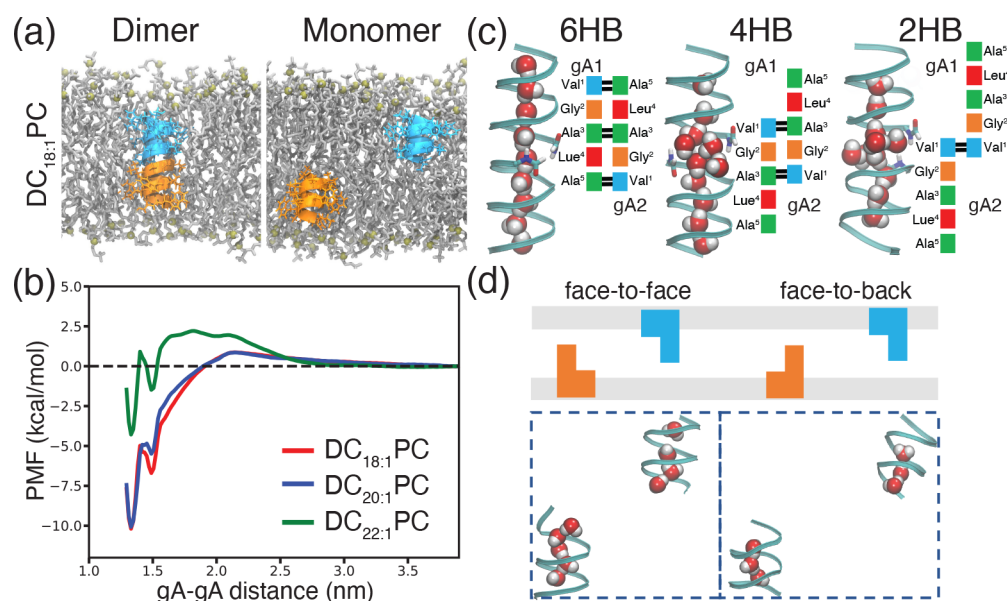 (a)
Dimer
Monomer
DC18:1PC
(b)
PMF (kcal/mol)
5.0
2.5
0.0
−2.5
−5.0
−7.5
−10.0
DC18:1PC
DC20:1PC
DC22:1PC
1.0 1.5 2.0 2.5 3.0 3.5
gA-gA distance (nm)
(c)
6HB
gA1
Val1 Ala5
Gly2 Leu4
Ala3 Ala3
Lue4 Gly2
Ala5 Val1
gA2
4HB
gA1
Ala5
Leu4
Val1 Ala3
Gly2 Gly2
Ala3 Val1
Lue4
Ala5
gA2
2HB
gA1
Ala5
Leu4
Ala3
Gly2
Val1 Val1
Gly2
Ala3
Lue4
Ala5
gA2
(d)
face-to-face
face-to-back